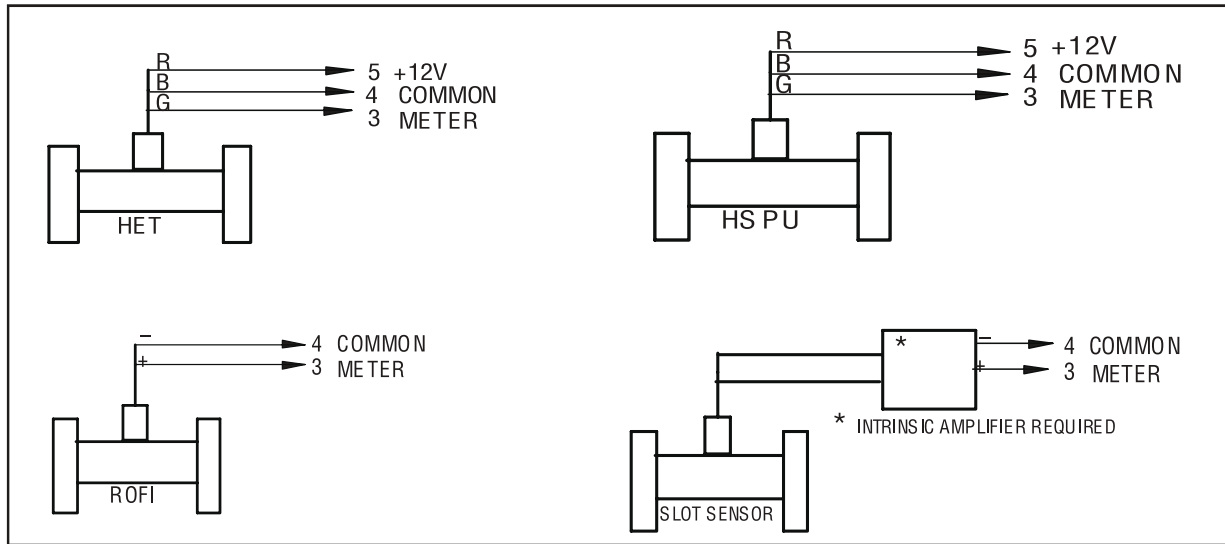 R
5 +12V
B
4 COMMON
G
3 METER
HET
R
5 +12V
B
4 COMMON
G
3 METER
HS PU
−
4 COMMON
+
3 METER
ROFI
*
−
4 COMMON
+
3 METER
* INTRINSIC AMPLIFIER REQUIRED
SLOT SENSOR